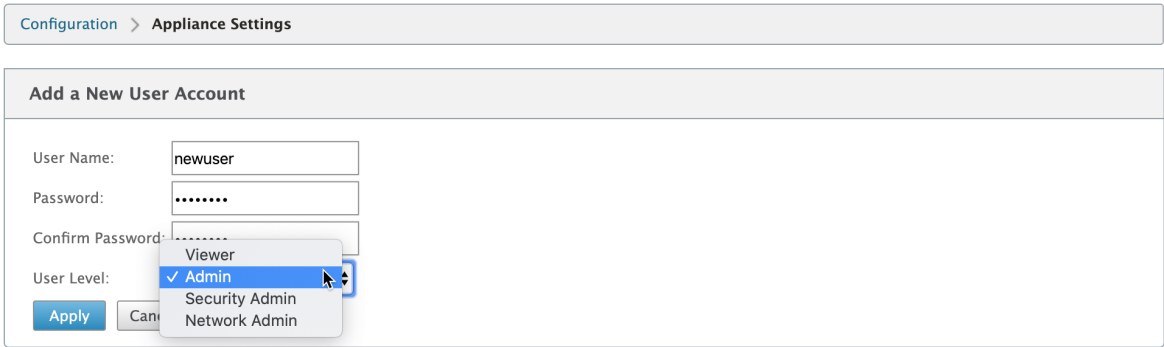 Configuration > Appliance Settings
Add a New User Account
User Name: newuser
Password: ••••••••
Confirm Password: ••••••••
Viewer
User Level: ✓ Admin
Security Admin
Apply Canc
Network Admin